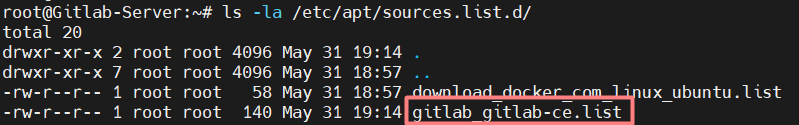 root@Gitlab-Server:~# ls -la /etc/apt/sources.list.d/
total 20
drwxr-xr-x 2 root root 4096 May 31 19:14 .
drwxr-xr-x 7 root root 4096 May 31 18:57 ..
-rw-r--r-- 1 root root   58 May 31 18:57 download_docker_com_linux_ubuntu.list
-rw-r--r-- 1 root root  140 May 31 19:14 gitlab_gitlab-ce.list